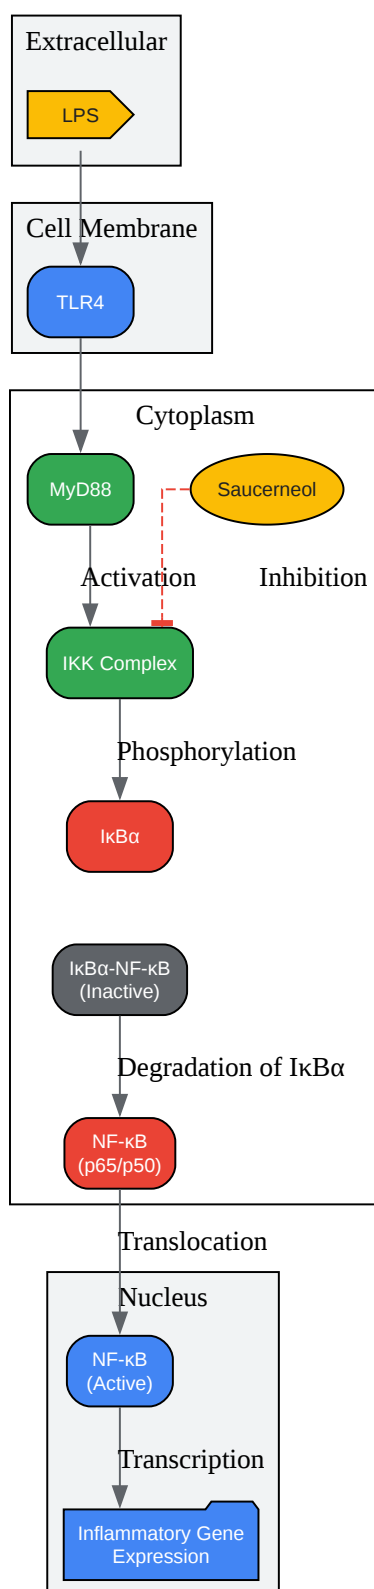 Extracellular
LPS
Cell Membrane
TLR4
Cytoplasm
MyD88
Saucerneol
Activation
Inhibition
IKK Complex
Phosphorylation
IκBα
IκBα-NF-κB
(Inactive)
Degradation of IκBα
NF-κB
(p65/p50)
Translocation
Nucleus
NF-κB
(Active)
Transcription
Inflammatory Gene
Expression